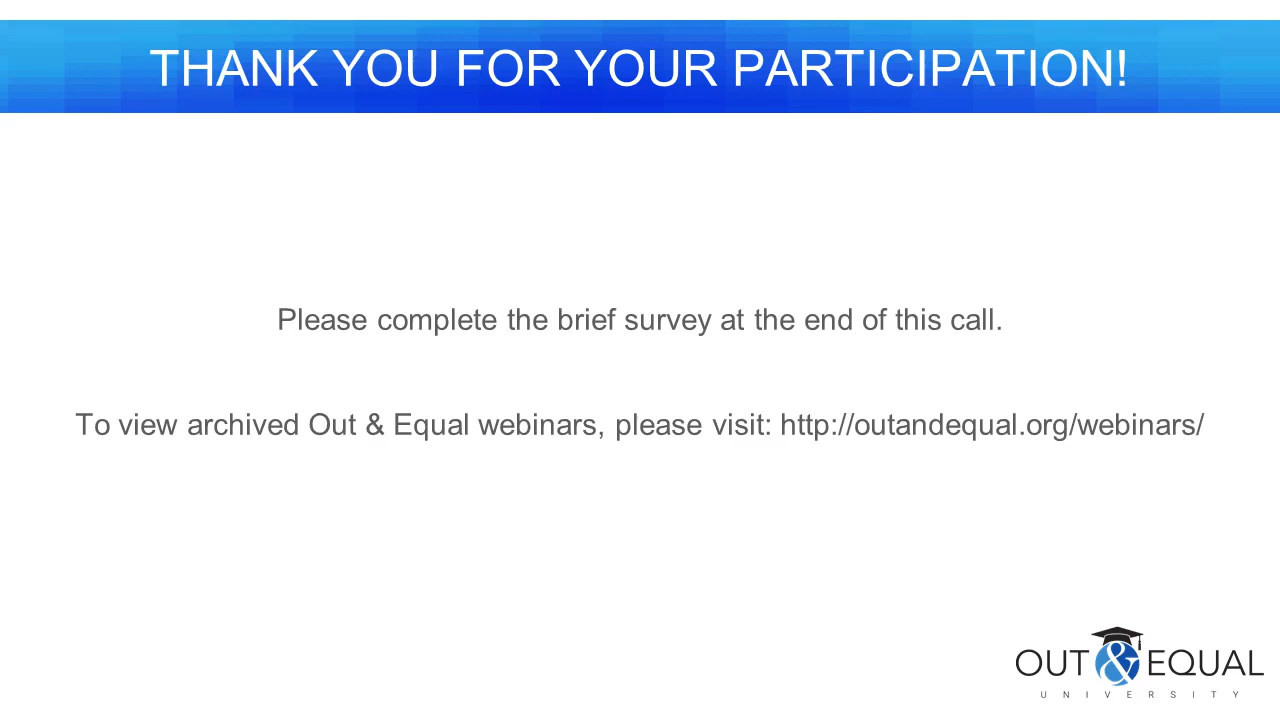 THANK YOU FOR YOUR PARTICIPATION!
Please complete the brief survey at the end of this call.
To view archived Out & Equal webinars, please visit: http://outandequal.org/webinars/
OUT & EQUAL
UNIVERSITY